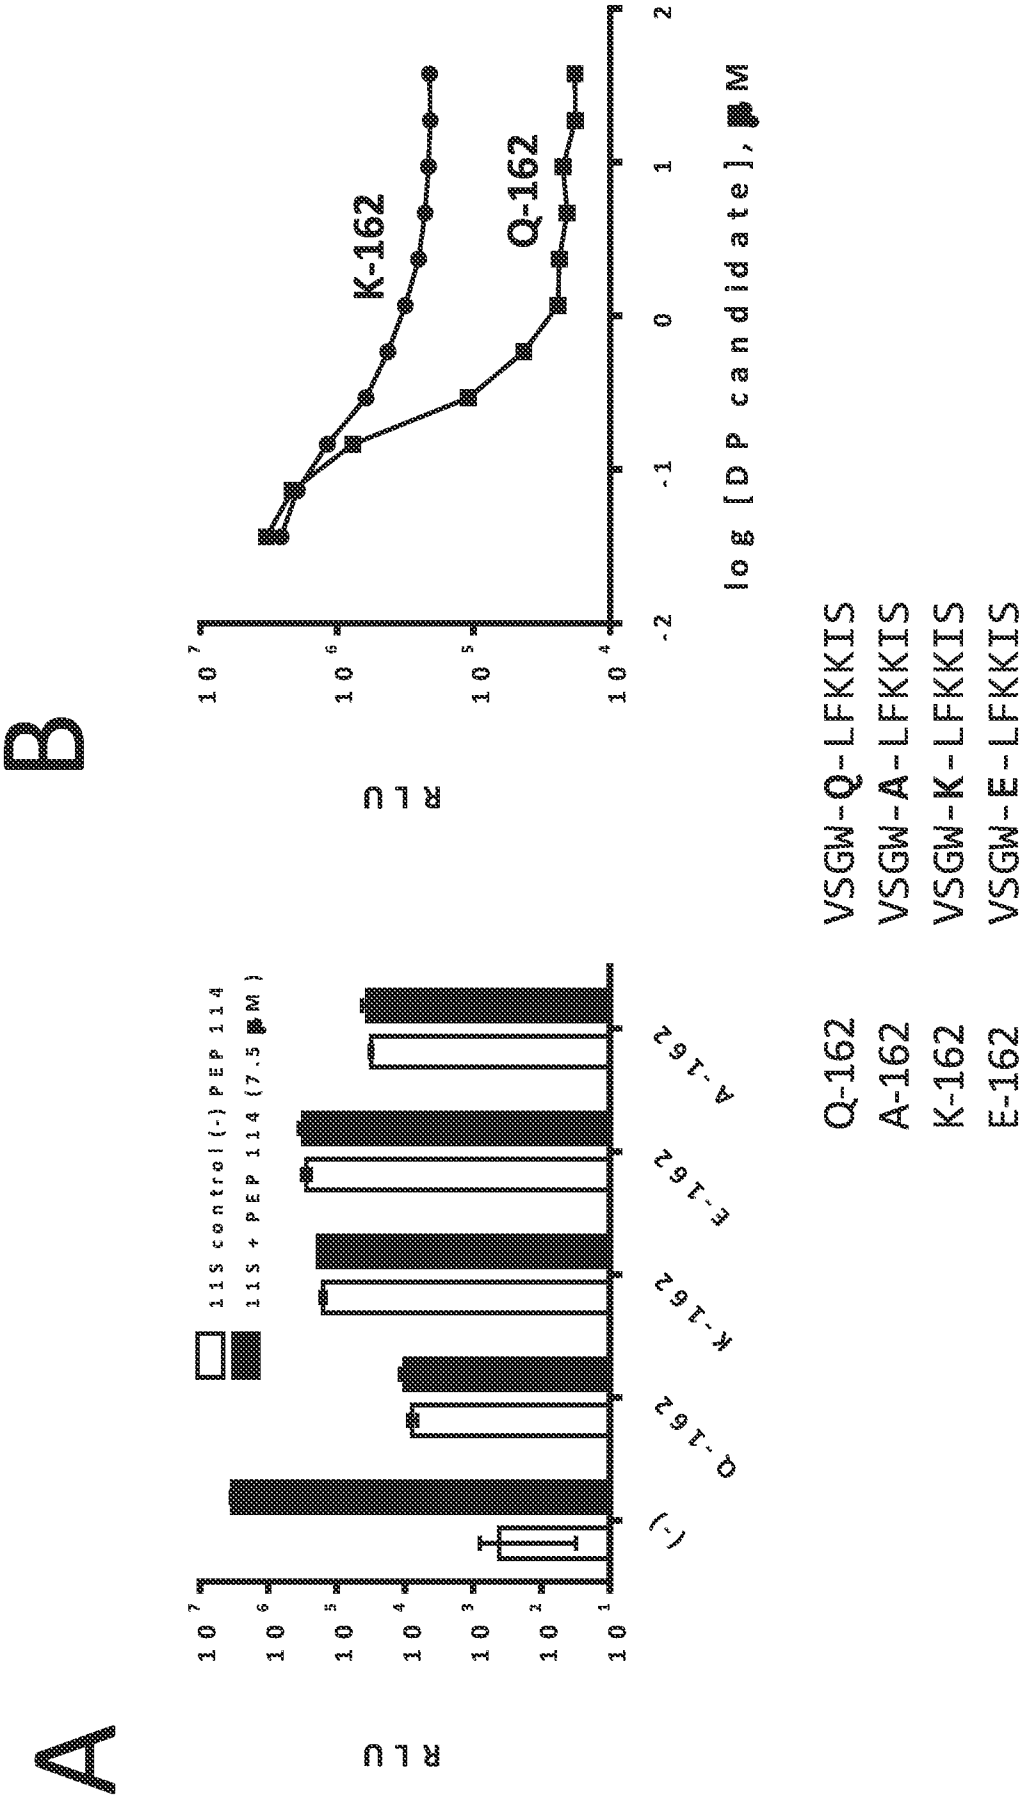 A
RLU
10 7
10 6
10 5
10 4
10 3
10 2
10 1
11S control (-) PEP 114
11S + PEP 114 (7.5 µM)
(-)
Q-162
K-162
E-162
A-162
B
RLU
10 7
10 6
10 5
10 4
K-162
Q-162
-2 -1 0 1 2
log [DP candidate], µM
Q-162 VSGW-Q-LFKKIS
A-162 VSGW-A-LFKKIS
K-162 VSGW-K-LFKKIS
E-162 VSGW-E-LFKKIS